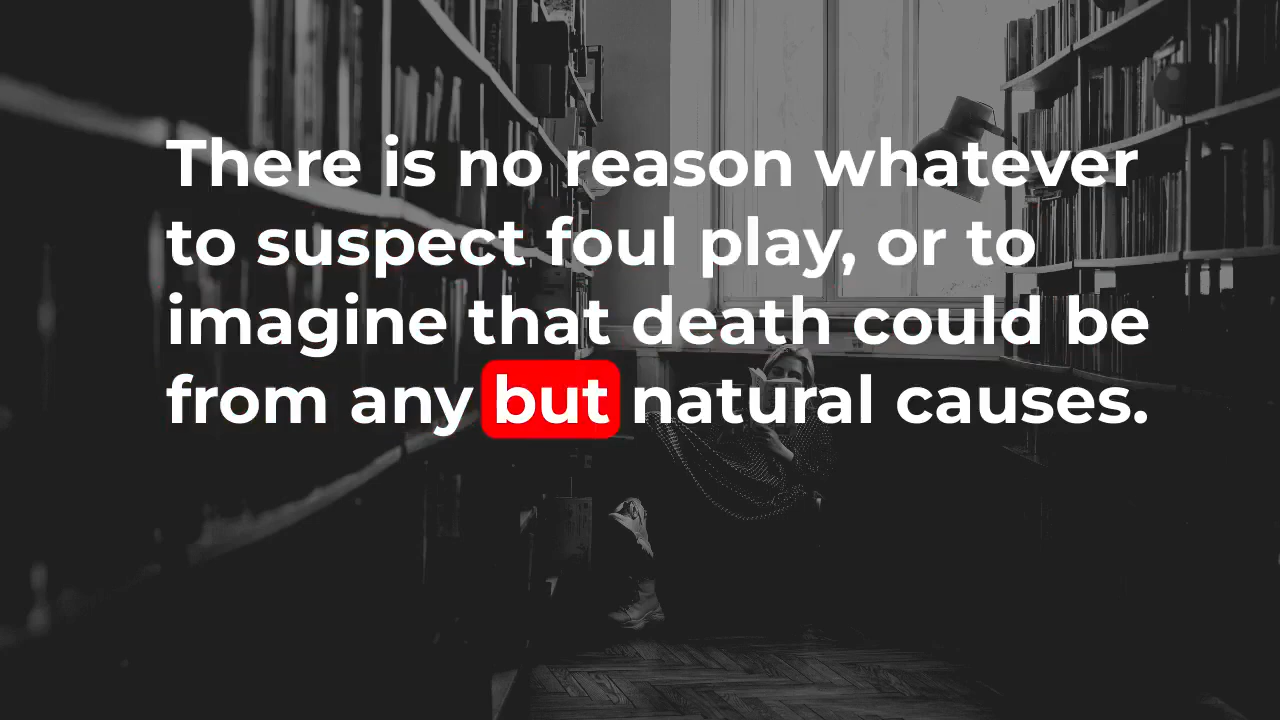 There is no reason whatever
to suspect foul play, or to
imagine that death could be
from any but natural causes.